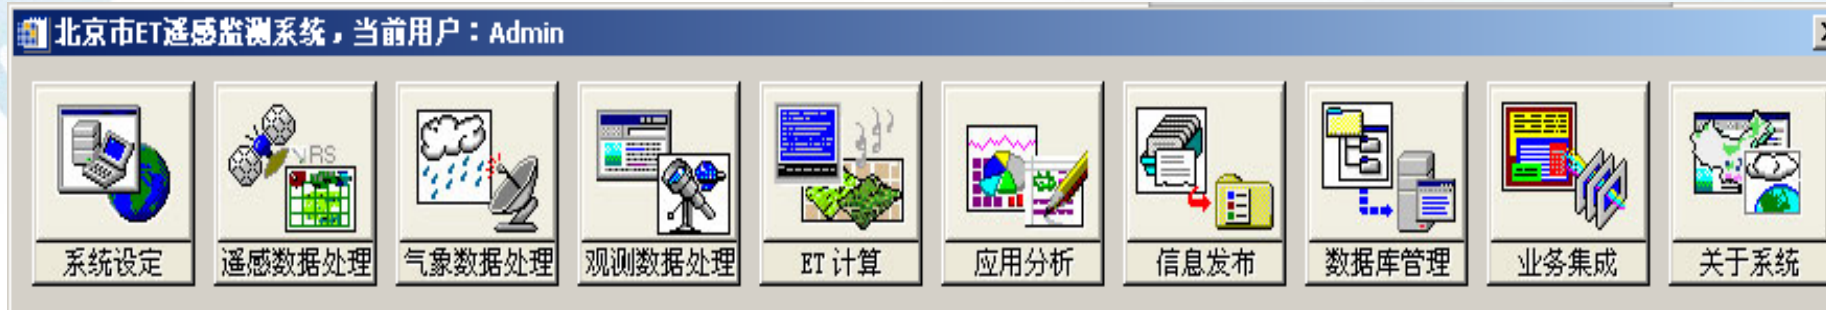 北京市ET遥感监测系统，当前用户：Admin
RS
系统设定
遥感数据处理
气象数据处理
观测数据处理
ET 计算
应用分析
信息发布
数据库管理
业务集成
关于系统